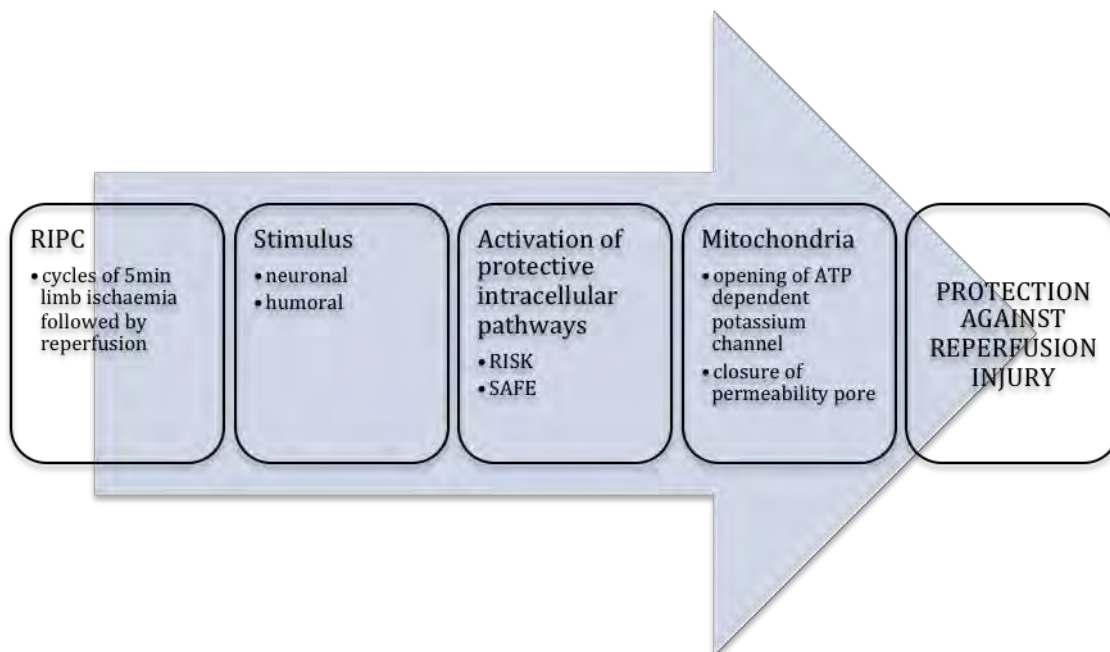 RIPC
• cycles of 5min
limb ischaemia
followed by
reperfusion
Stimulus
• neuronal
• humoral
Activation of
protective
intracellular
pathways
• RISK
• SAFE
Mitochondria
• opening of ATP
dependent
potassium
channel
• closure of
permeability pore
PROTECTION
AGAINST
REPERFUSION
INJURY